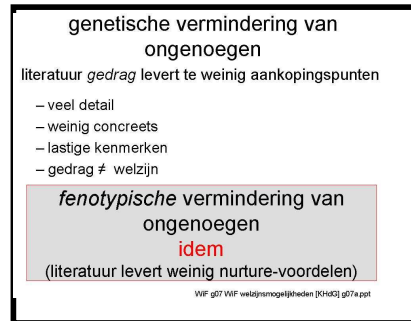 genetische vermindering van
ongenoegen
literatuur gedrag levert te weinig aankopingspunten
– veel detail
– weinig concreets
– lastige kenmerken
– gedrag ≠ welzijn
fenotypische vermindering van
ongenoegen
idem
(literatuur levert weinig nurture-voordelen)
WiF g07 WiF welzijnsmogelijkheden [KHdG] g07a.ppt